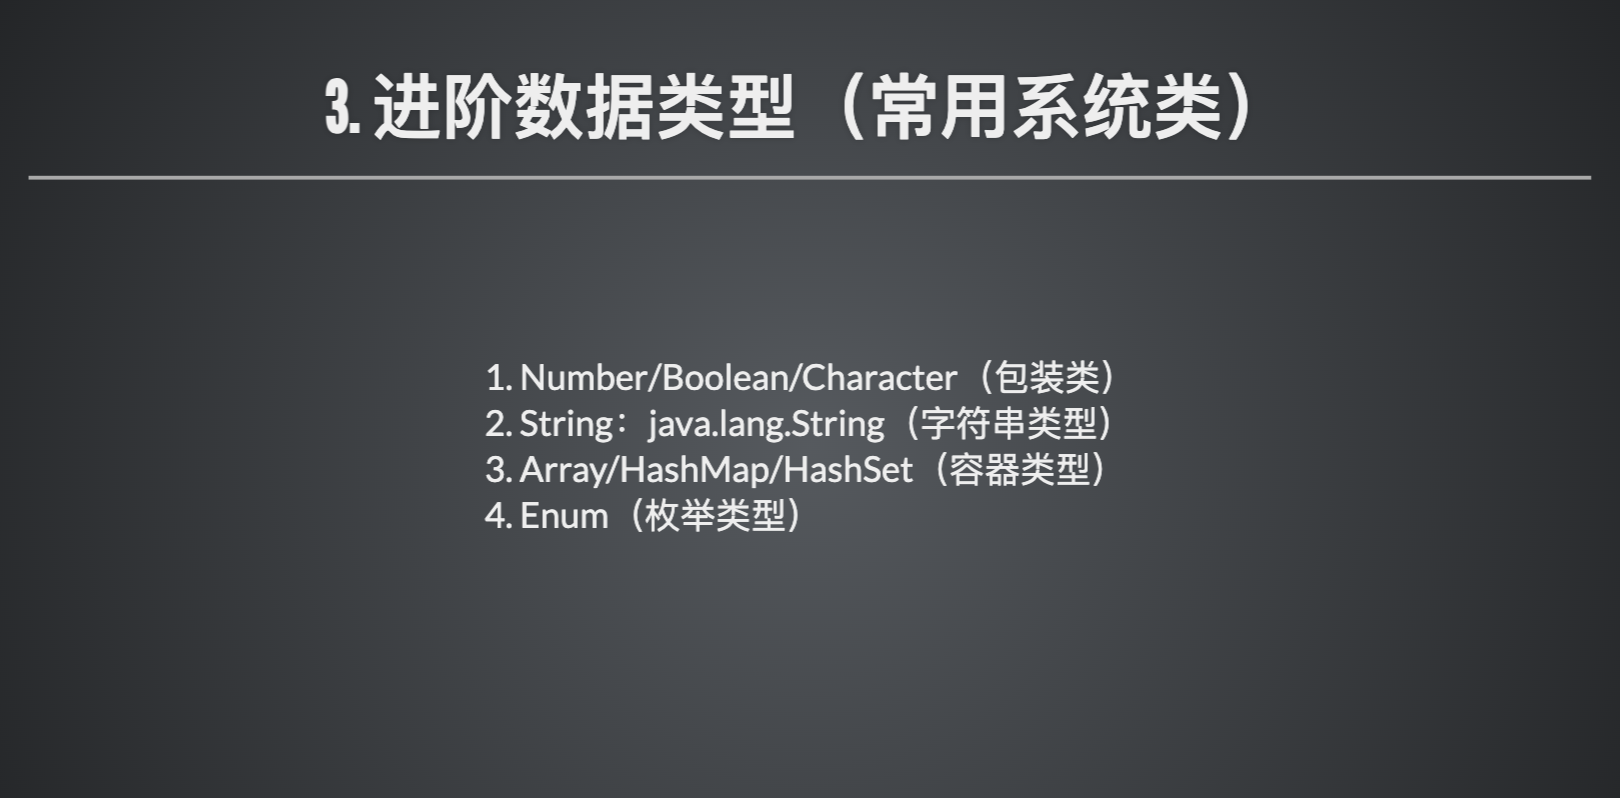 3. 进阶数据类型（常用系统类）
1. Number/Boolean/Character（包装类）
2. String：java.lang.String（字符串类型）
3. Array/HashMap/HashSet（容器类型）
4. Enum（枚举类型）